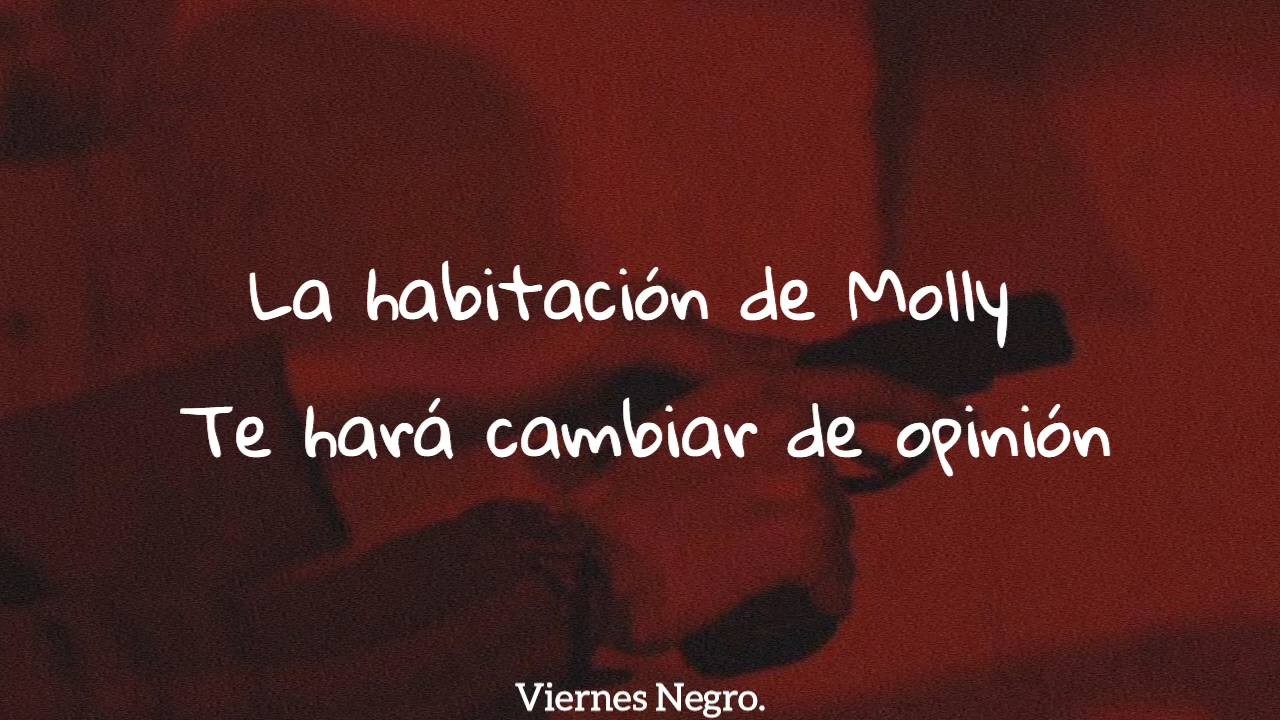 La habitación de Molly
Te hará cambiar de opinión
Viernes Negro.